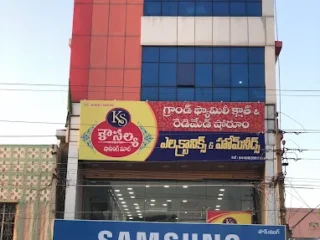 KS
కౌసల్య
షాపింగ్ మాల్
గ్రాండ్ ఫ్యామిలీ క్లాత్ &
రెడీమేడ్ షోరూం
ఎలక్ట్రానిక్స్ & హోమ్‌నీడ్స్
SAMSUNG